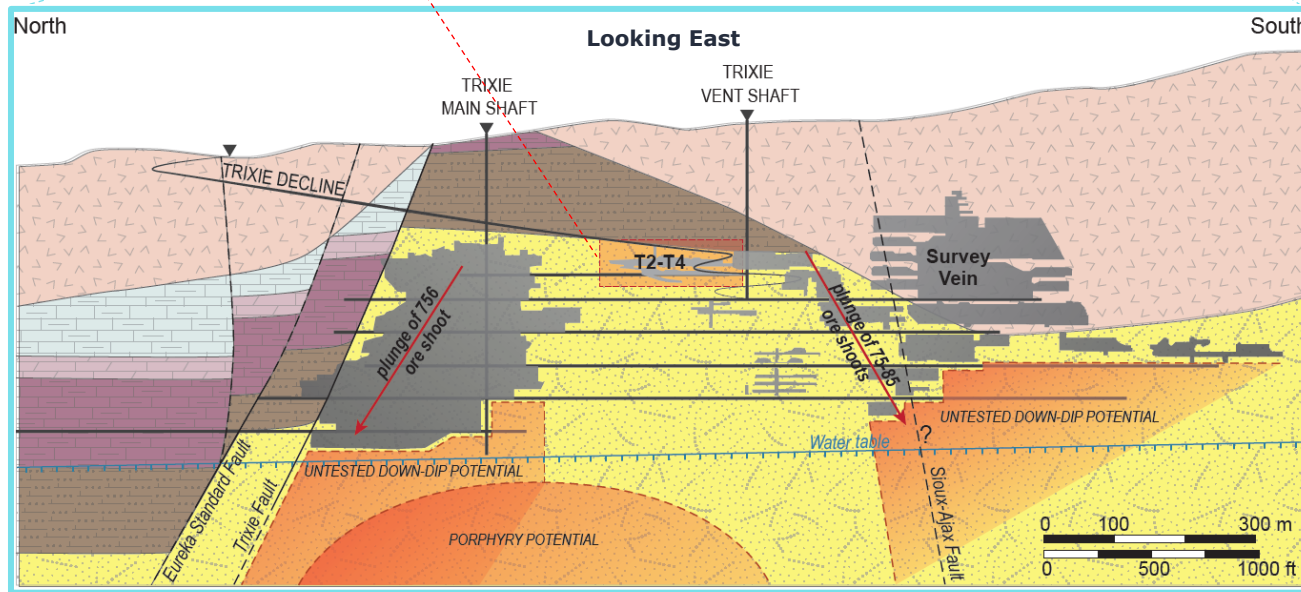 North
South
Looking East
TRIXIE
MAIN SHAFT
TRIXIE
VENT SHAFT
TRIXIE DECLINE
T2-T4
Survey
Vein
plunge of 756
ore shoot
plunge of 75-85
ore shoots
UNTESTED DOWN-DIP POTENTIAL
?
Water table
UNTESTED DOWN-DIP POTENTIAL
Eureka Standard Fault
Trixie Fault
Sioux-Ajax Fault
PORPHYRY POTENTIAL
0 100 300 m
0 500 1000 ft